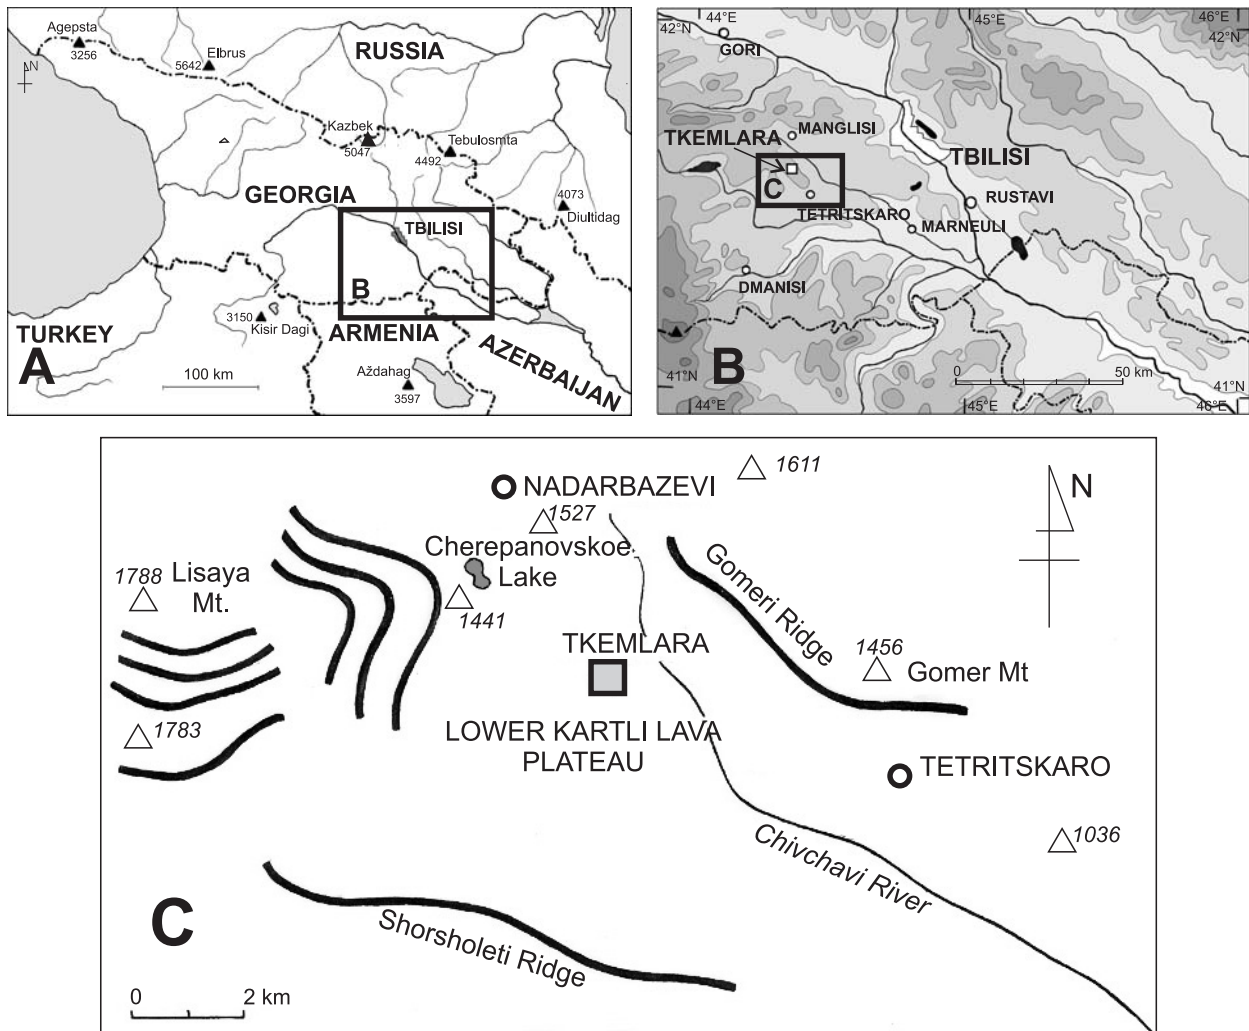 Agepsta
3256
Elbrus
5642
RUSSIA
N
Kazbek
5047
Tebulosmta
4492
GEORGIA
4073
Diultidag
TBILISI
B
TURKEY
A
3150
Kisir Dagi
ARMENIA
AZERBAIJAN
100 km
Aždahag
3597
44°E
45°E
46°E
42°N
42°N
GORI
MANGLISI
TKEMLARA
TBILISI
C
TETRITSKARO
RUSTAVI
MARNEULI
DMANISI
B
0
50 km
41°N
41°N
44°E
45°E
46°E
1611
NADARBAZEVI
N
1527
Cherepanovskoe
Lake
1788
Lisaya
Mt.
1441
Gomeri Ridge
TKEMLARA
1456
Gomer Mt
1783
LOWER KARTLI LAVA
PLATEAU
TETRITSKARO
1036
Chivchavi River
C
Shorsholeti Ridge
0
2 km